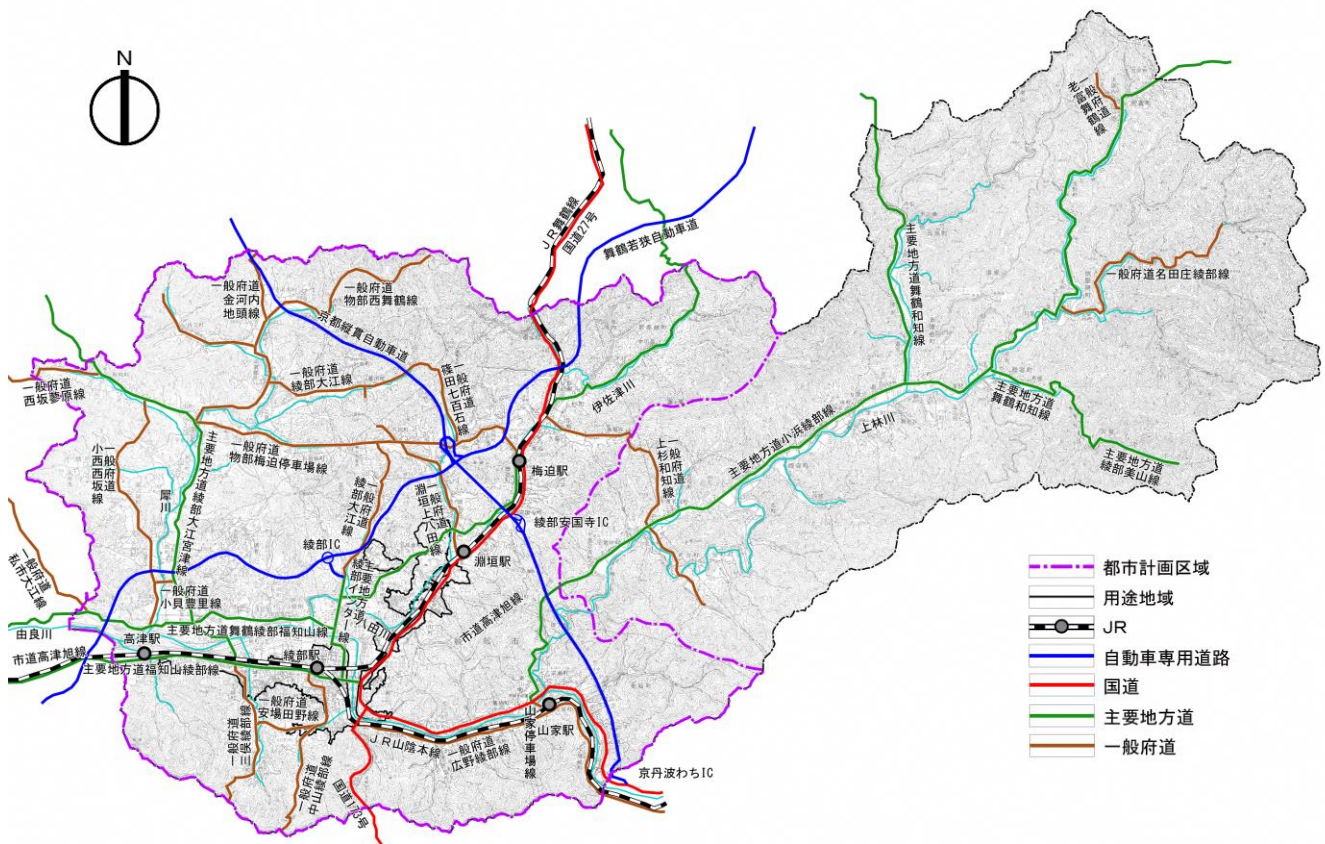 N
一般府道
老富舞鶴線
JR舞鶴線
国道27号
舞鶴若狭自動車道
主要地方道舞鶴和知線
一般府道名田庄綾部線
一般府道
金河内
地頭線
一般府道
物部西舞鶴線
京都縦貫自動車道
一般府道
西坂蓼原線
一般府道
綾部大江線
一般府道
篠田七百石線
伊佐津川
主要地方道
舞鶴和知線
主要地方道小浜綾部線
上林川
主要地方道
綾部美山線
一般府道
小西西坂線
主要地方道綾部大江宮津線
一般府道
物部梅迫停車場線
梅迫駅
一般府道
上杉和知線
犀川
一般府道
綾部大江線
一般府道
淵垣上八田線
綾部安国寺IC
綾部IC
淵垣駅
一般府道
私市大江線
一般府道
小貝豊里線
主要地方道
綾部インター線
八田川
市道高津旭線
由良川
高津駅
主要地方道舞鶴綾部福知山線
綾部駅
市道高津旭線
主要地方道福知山綾部線
一般府道
安場田野線
一般府道
三俣綾部線
一般府道
中山綾部線
国道173号
JR山陰本線
一般府道
広野綾部線
山家停車場線
山家駅
京丹波わちIC
都市計画区域
用途地域
JR
自動車専用道路
国道
主要地方道
一般府道